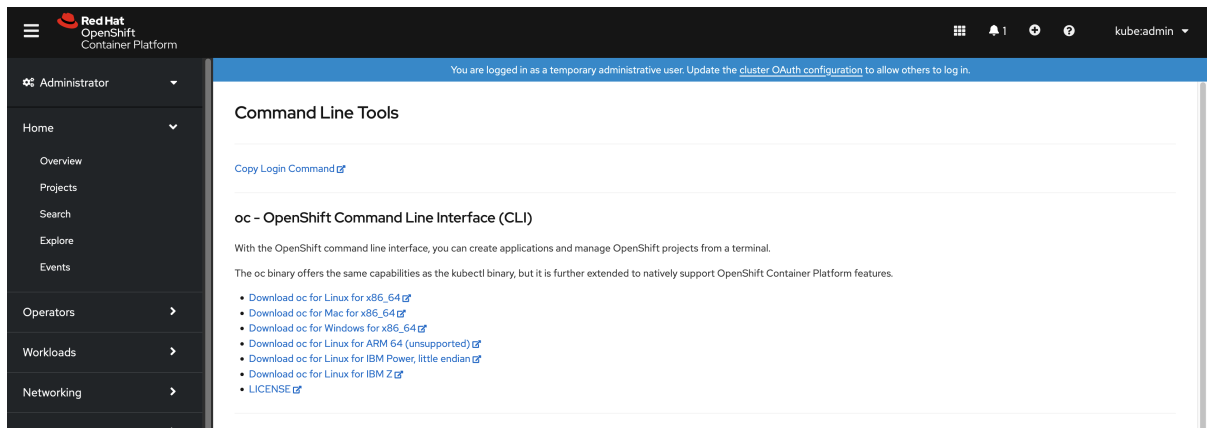 Red Hat
OpenShift
Container Platform
1
kube:admin
Administrator
You are logged in as a temporary administrative user. Update the cluster OAuth configuration to allow others to log in.
Home
Overview
Projects
Search
Explore
Events
Operators
Workloads
Networking
Command Line Tools
Copy Login Command
oc - OpenShift Command Line Interface (CLI)
With the OpenShift command line interface, you can create applications and manage OpenShift projects from a terminal.
The oc binary offers the same capabilities as the kubectl binary, but it is further extended to natively support OpenShift Container Platform features.
Download oc for Linux for x86_64
Download oc for Mac for x86_64
Download oc for Windows for x86_64
Download oc for Linux for ARM 64 (unsupported)
Download oc for Linux for IBM Power, little endian
Download oc for Linux for IBM Z
LICENSE